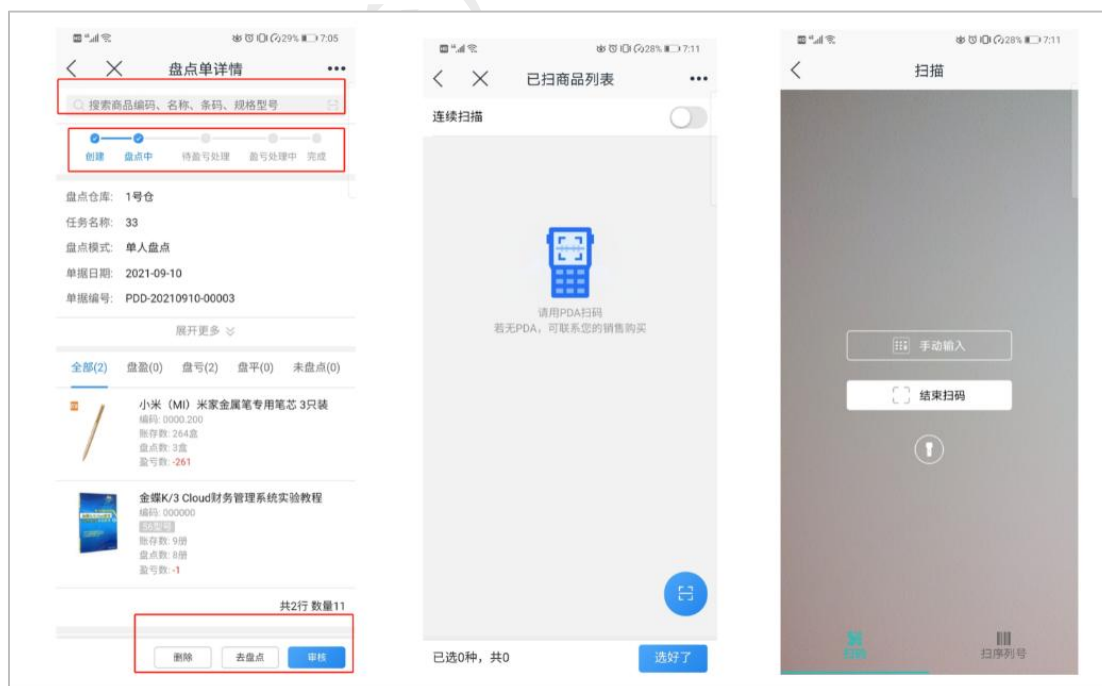 29% 7:05
盘点单详情
搜索商品编码、名称、条码、规格型号
创建 盘点中 待盈亏处理 盈亏处理中 完成
盘点仓库: 1号仓
任务名称: 33
盘点模式: 单人盘点
单据日期: 2021-09-10
单据编号: PDD-20210910-00003
展开更多
全部(2) 盘盈(0) 盘亏(2) 盘平(0) 未盘点(0)
小米（MI）米家金属笔专用笔芯 3只装
编码: 0000.200
账存数: 264盒
盘点数: 3盒
盈亏数: -261
金蝶K/3 Cloud财务管理系统实验教程
编码: 000000
S6型号
账存数: 9册
盘点数: 8册
盈亏数: -1
共2行 数量11
删除 去盘点 审核
28% 7:11
已扫商品列表
连续扫描
请用PDA扫码
若无PDA，可联系您的销售购买
已选0种，共0
选好了
28% 7:11
扫描
手动输入
结束扫码
扫码 扫序列号